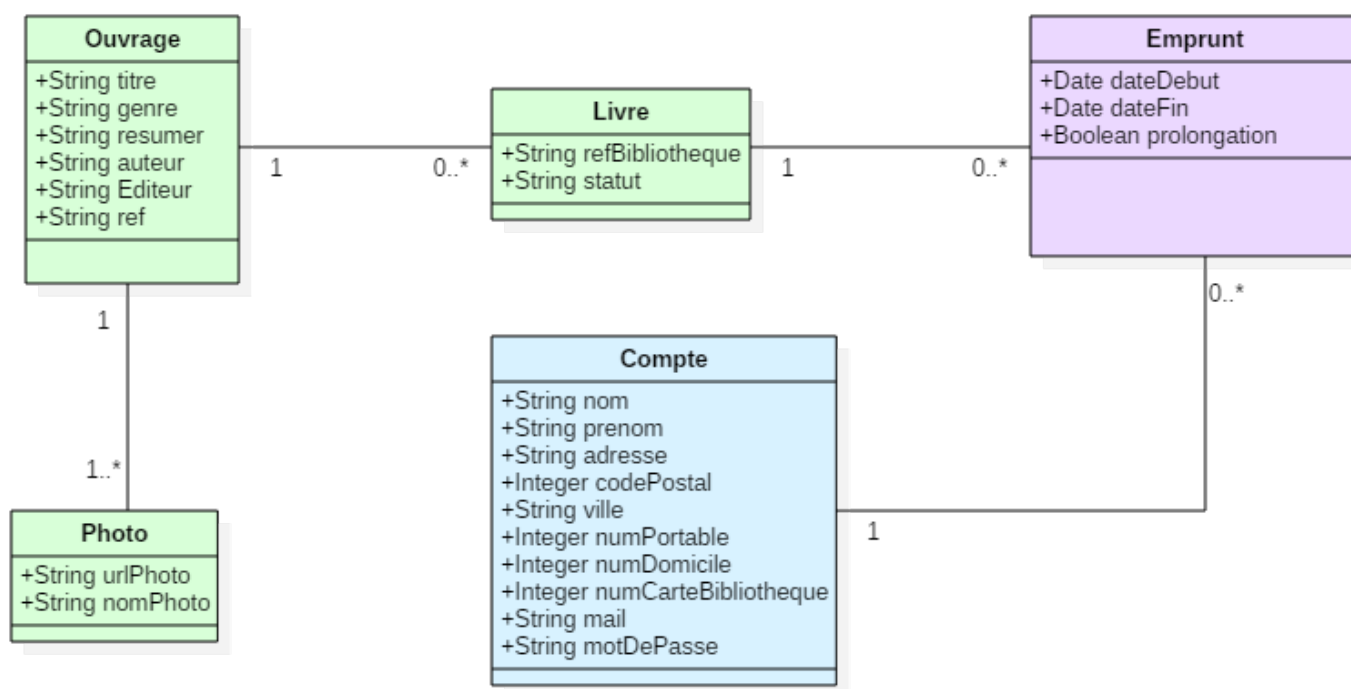 Ouvrage
+String titre
+String genre
+String resumer
+String auteur
+String Editeur
+String ref
1
0..*
Livre
+String refBibliotheque
+String statut
1
0..*
Emprunt
+Date dateDebut
+Date dateFin
+Boolean prolongation
0..*
1
1..*
Photo
+String urlPhoto
+String nomPhoto
Compte
+String nom
+String prenom
+String adresse
+Integer codePostal
+String ville
+Integer numPortable
+Integer numDomicile
+Integer numCarteBibliotheque
+String mail
+String motDePasse
1